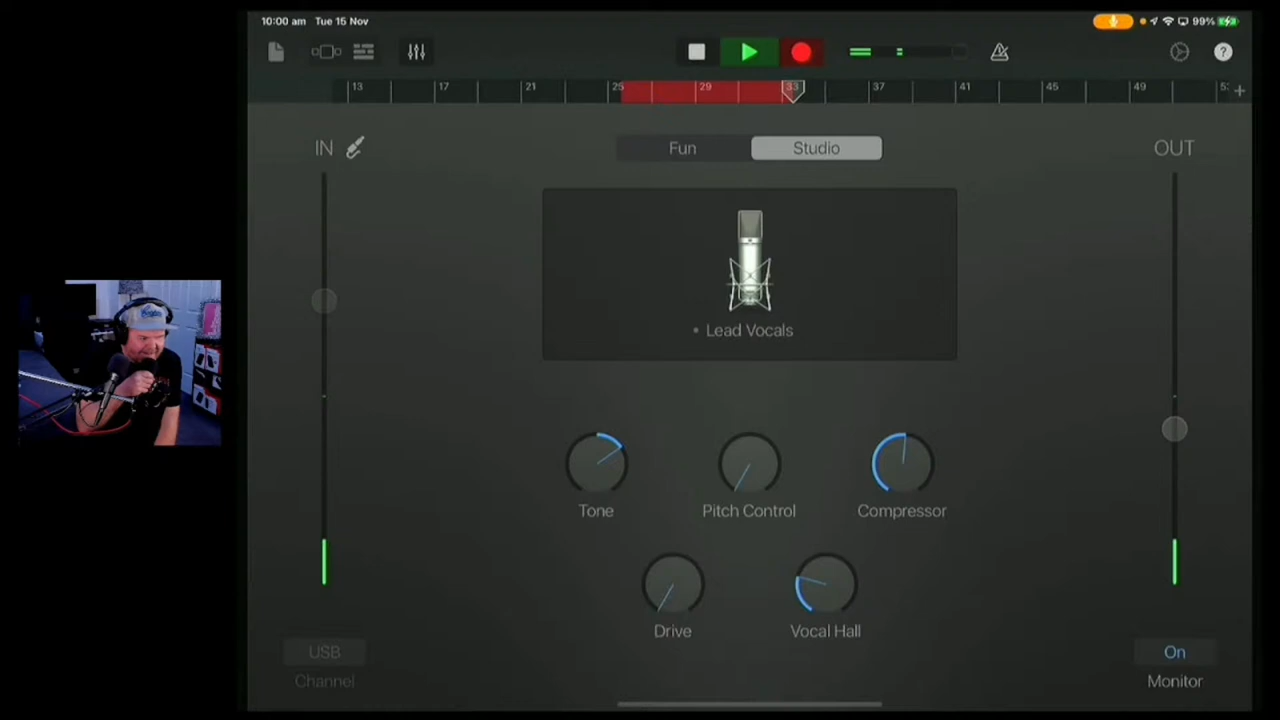 10:00 am Tue 15 Nov 99%
13 17 21 25 29 33 37 41 45 49
IN Fun Studio OUT
Lead Vocals
Tone Pitch Control Compressor
Drive Vocal Hall
USB On
Channel Monitor